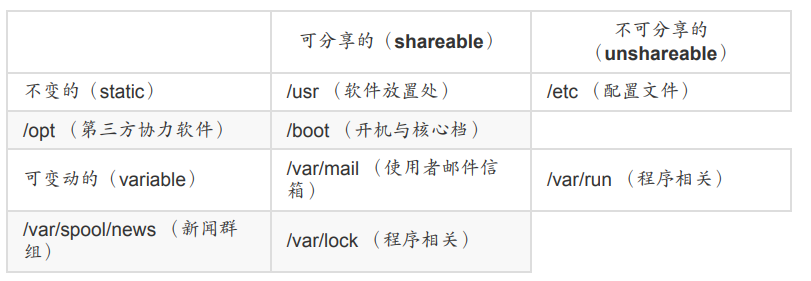 可分享的（shareable）
不可分享的
（unshareable）
不变的（static）
/usr （软件放置处）
/etc （配置文件）
/opt （第三方协力软件）
/boot （开机与核心档）
可变动的（variable）
/var/mail （使用者邮件信
箱）
/var/run （程序相关）
/var/spool/news （新闻群
组）
/var/lock （程序相关）